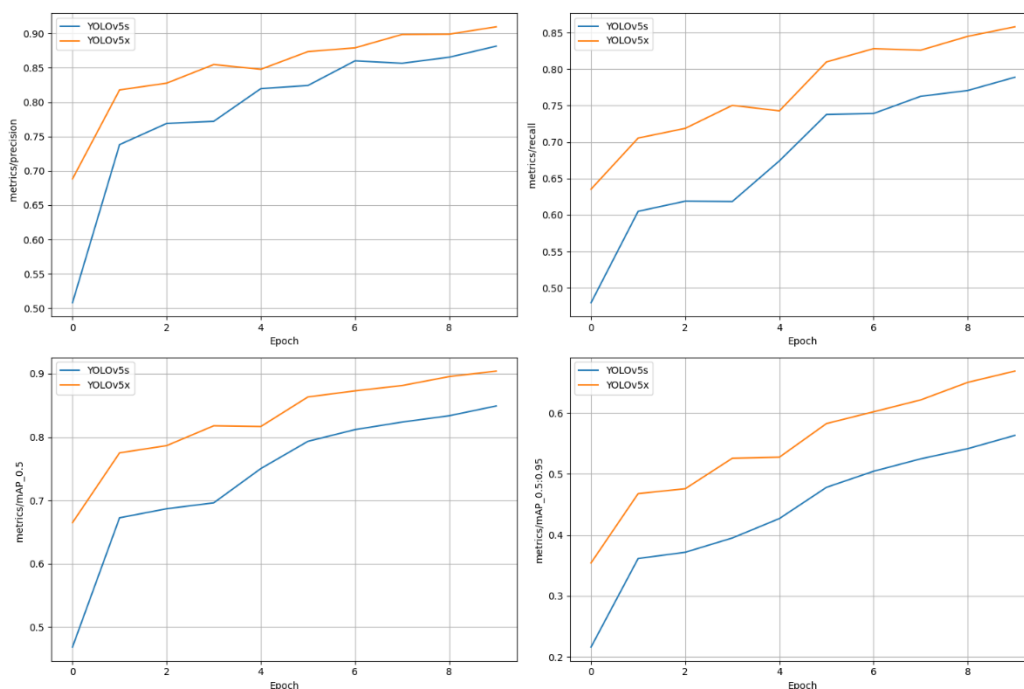 YOLOv5s
YOLOv5x
metrics/precision
0.90
0.85
0.80
0.75
0.70
0.65
0.60
0.55
0.50
0 2 4 6 8
Epoch
YOLOv5s
YOLOv5x
metrics/recall
0.85
0.80
0.75
0.70
0.65
0.60
0.55
0.50
0 2 4 6 8
Epoch
YOLOv5s
YOLOv5x
metrics/mAP_0.5
0.9
0.8
0.7
0.6
0.5
0 2 4 6 8
Epoch
YOLOv5s
YOLOv5x
metrics/mAP_0.5:0.95
0.6
0.5
0.4
0.3
0.2
0 2 4 6 8
Epoch